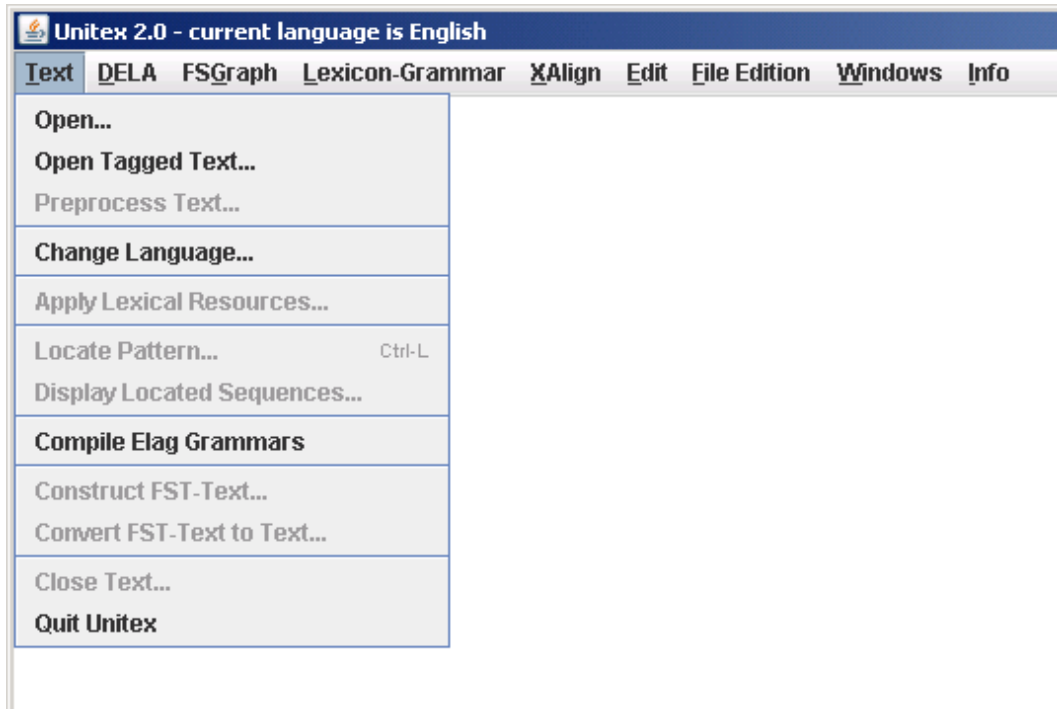 Unitex 2.0 - current language is English
Text DELA FSGraph Lexicon-Grammar XAlign Edit File Edition Windows Info
Open...
Open Tagged Text...
Preprocess Text...
Change Language...
Apply Lexical Resources...
Locate Pattern... Ctrl-L
Display Located Sequences...
Compile Elag Grammars
Construct FST-Text...
Convert FST-Text to Text...
Close Text...
Quit Unitex